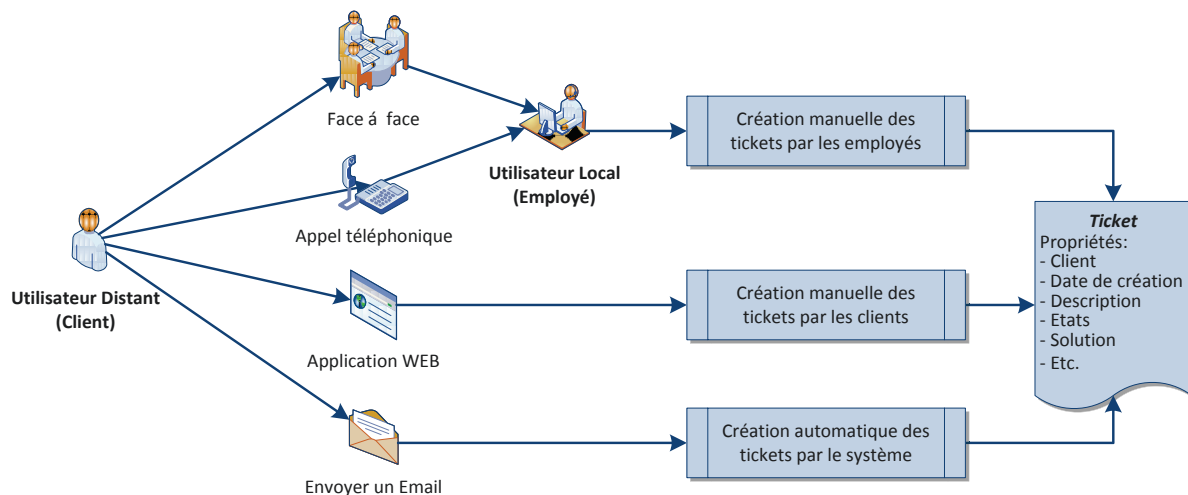 Face á face
Utilisateur Local
(Employé)
Création manuelle des
tickets par les employés
Appel téléphonique
Utilisateur Distant
(Client)
Application WEB
Création manuelle des
tickets par les clients
Envoyer un Email
Création automatique des
tickets par le système
Ticket
Propriétés:
- Client
- Date de création
- Description
- Etats
- Solution
- Etc.